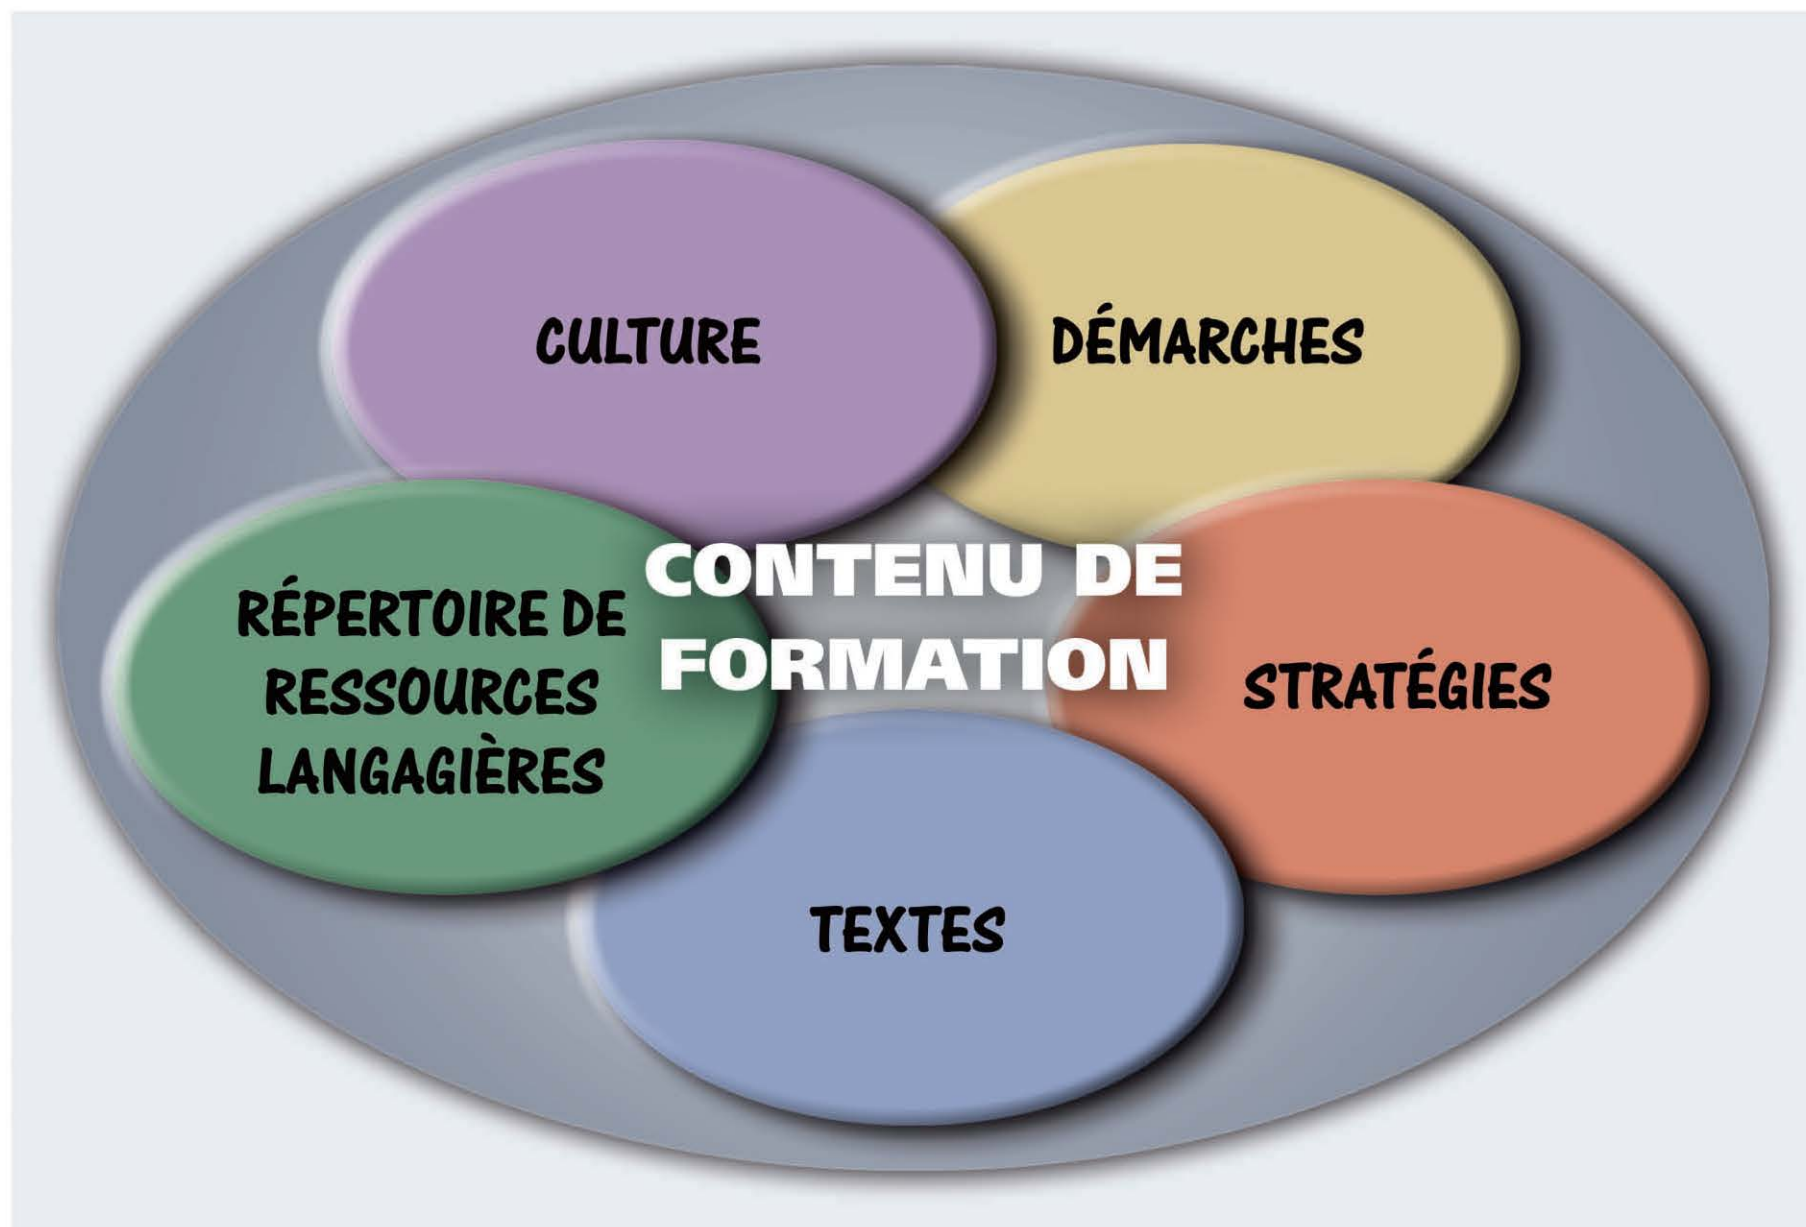 CULTURE
DÉMARCHES
CONTENU DE
FORMATION
RÉPERTOIRE DE
RESSOURCES
LANGAGIÈRES
STRATÉGIES
TEXTES